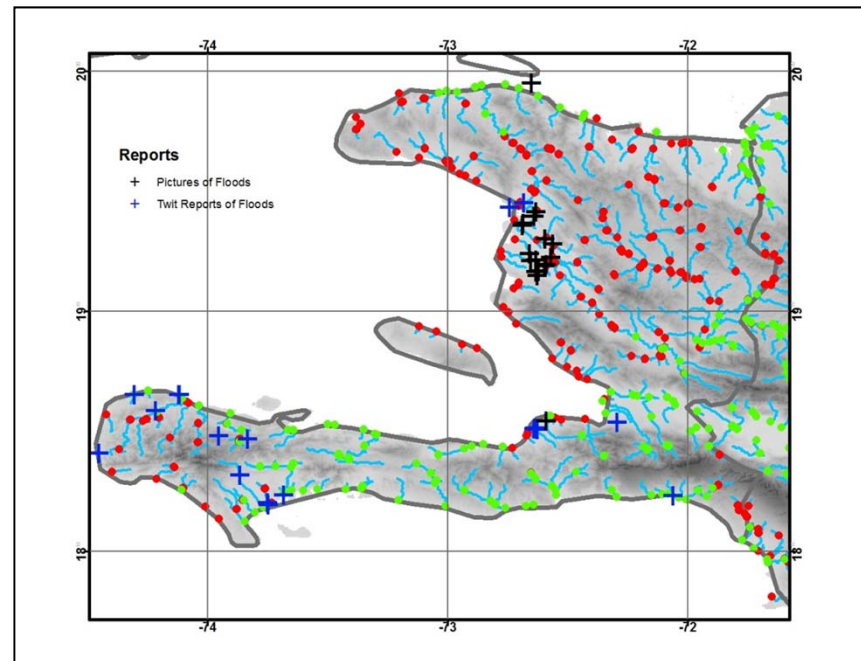 -74 -73 -72
20° 20°
Reports
Pictures of Floods
Twit Reports of Floods
19° 19°
18° 18°
-74 -73 -72